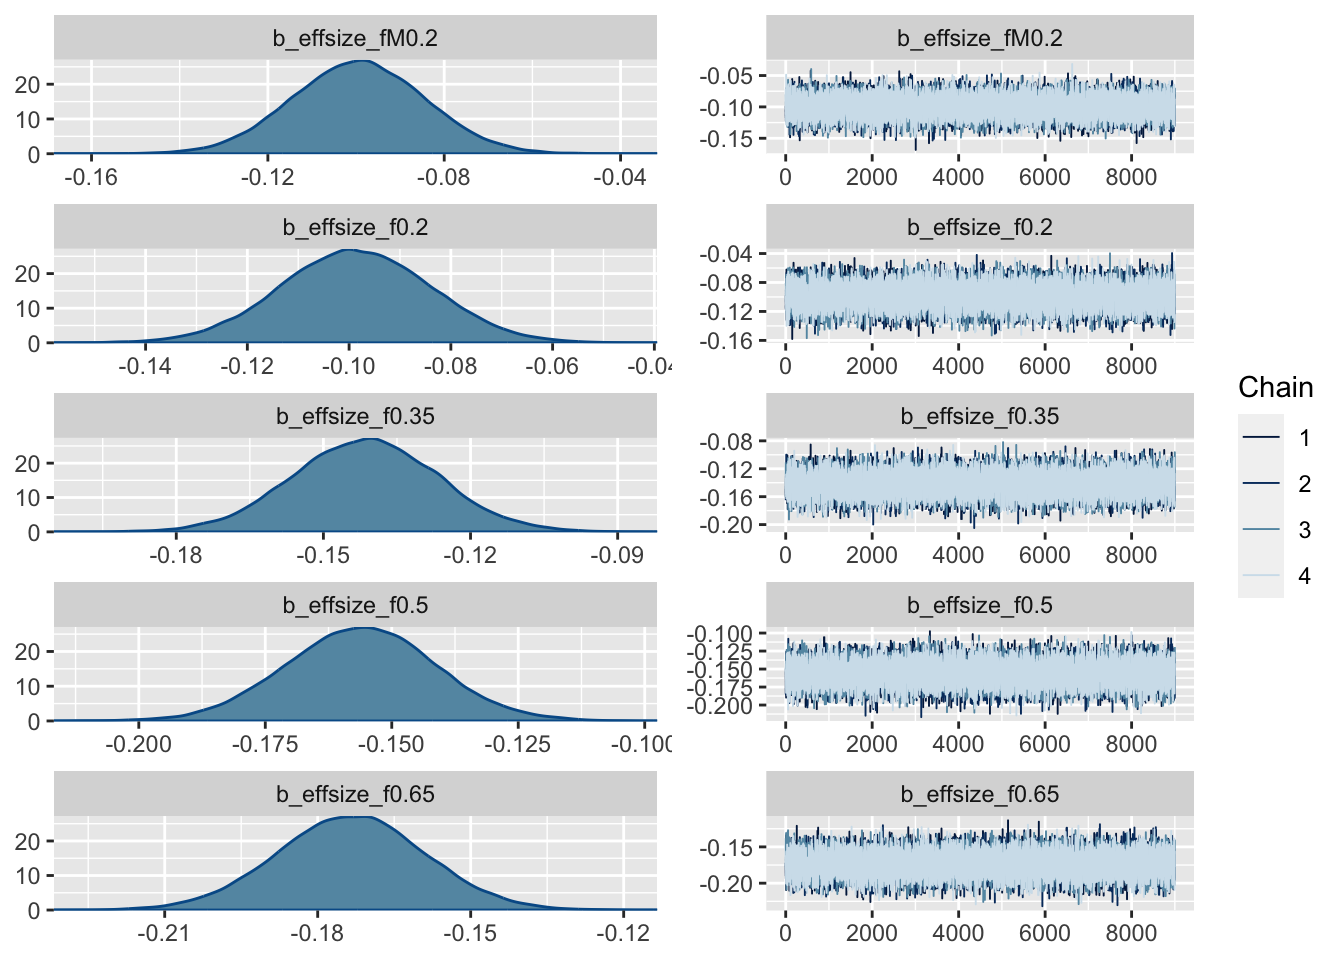 b_effsize_fM0.2
20
10
0
-0.16 -0.12 -0.08 -0.04
b_effsize_fM0.2
-0.05
-0.10
-0.15
0 2000 4000 6000 8000
b_effsize_f0.2
20
10
0
-0.14 -0.12 -0.10 -0.08 -0.06 -0.04
b_effsize_f0.2
-0.04
-0.08
-0.12
-0.16
0 2000 4000 6000 8000
b_effsize_f0.35
20
10
0
-0.18 -0.15 -0.12 -0.09
b_effsize_f0.35
-0.08
-0.12
-0.16
-0.20
0 2000 4000 6000 8000
b_effsize_f0.5
20
10
0
-0.200 -0.175 -0.150 -0.125 -0.100
b_effsize_f0.5
-0.100
-0.125
-0.150
-0.175
-0.200
0 2000 4000 6000 8000
b_effsize_f0.65
20
10
0
-0.21 -0.18 -0.15 -0.12
b_effsize_f0.65
-0.15
-0.20
0 2000 4000 6000 8000
Chain
1
2
3
4